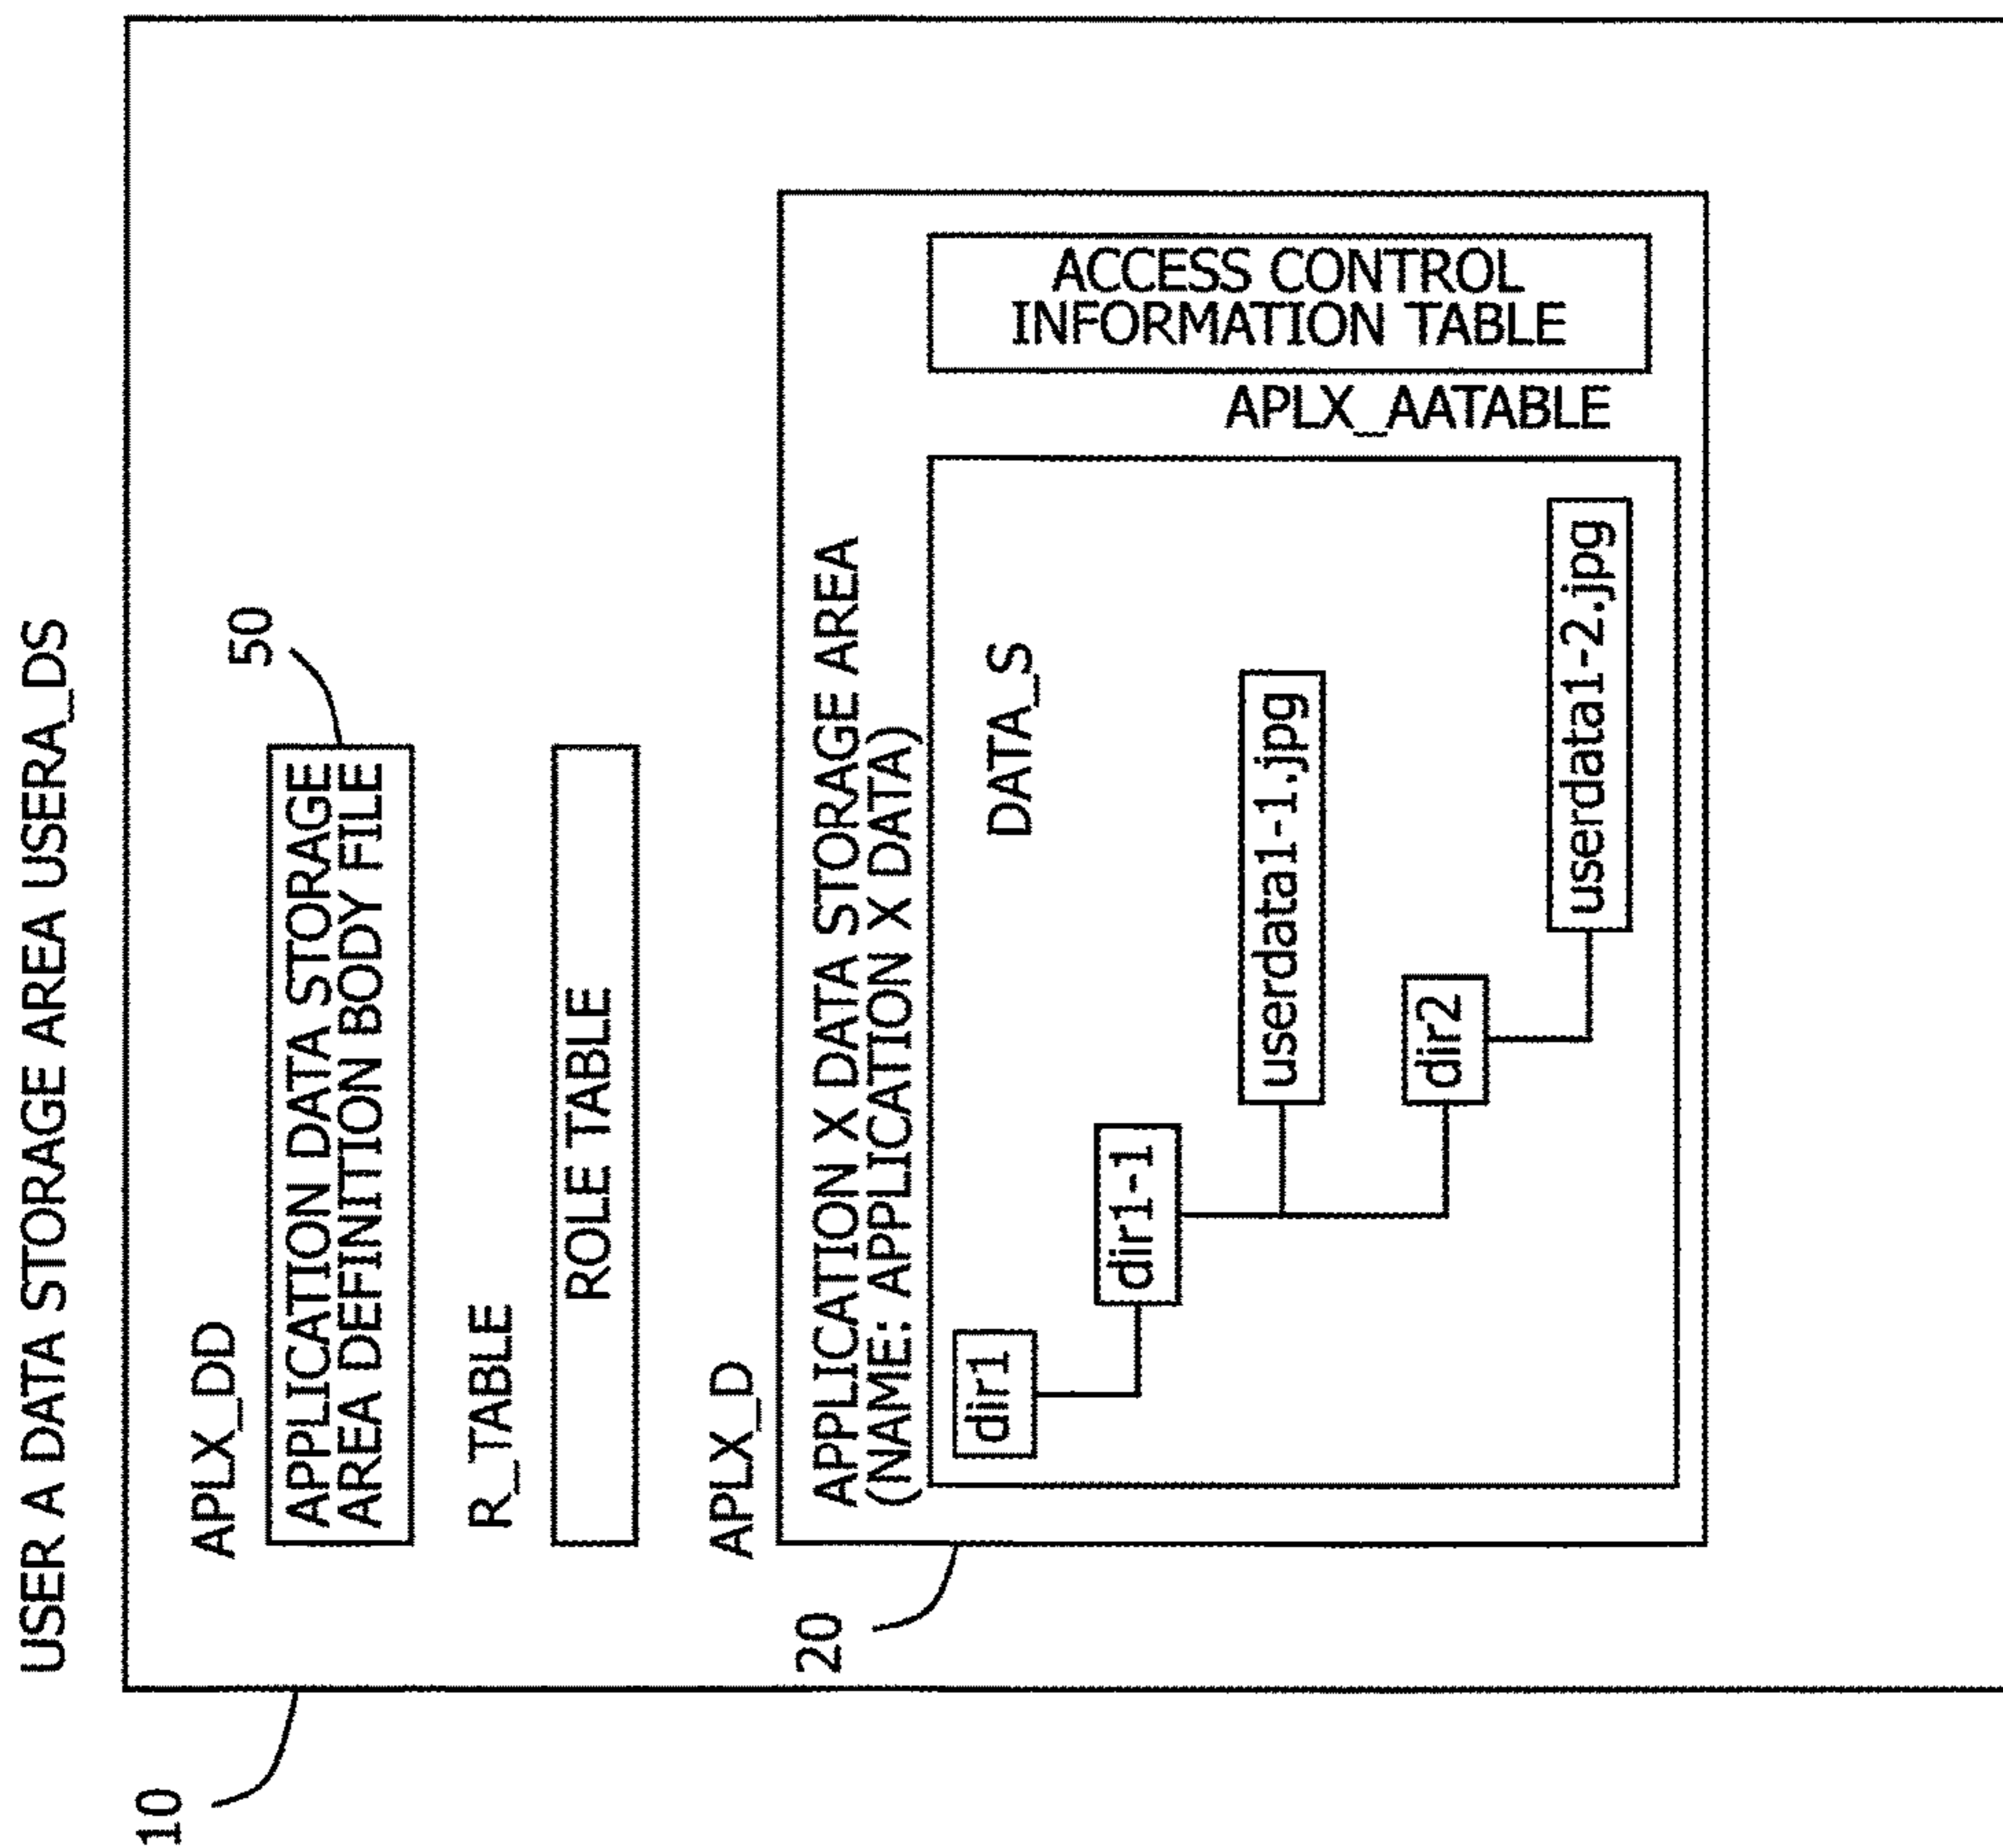 USER A DATA STORAGE AREA USERA_DS
10
APLX_DD
50
APPLICATION DATA STORAGE
AREA DEFINITION BODY FILE
R_TABLE
ROLE TABLE
APLX_D
20
APPLICATION X DATA STORAGE AREA
(NAME: APPLICATION X DATA)
DATA_S
dir1
dir1-1
userdata1-1.jpg
dir2
userdata1-2.jpg
ACCESS CONTROL
INFORMATION TABLE
APLX_AATABLE